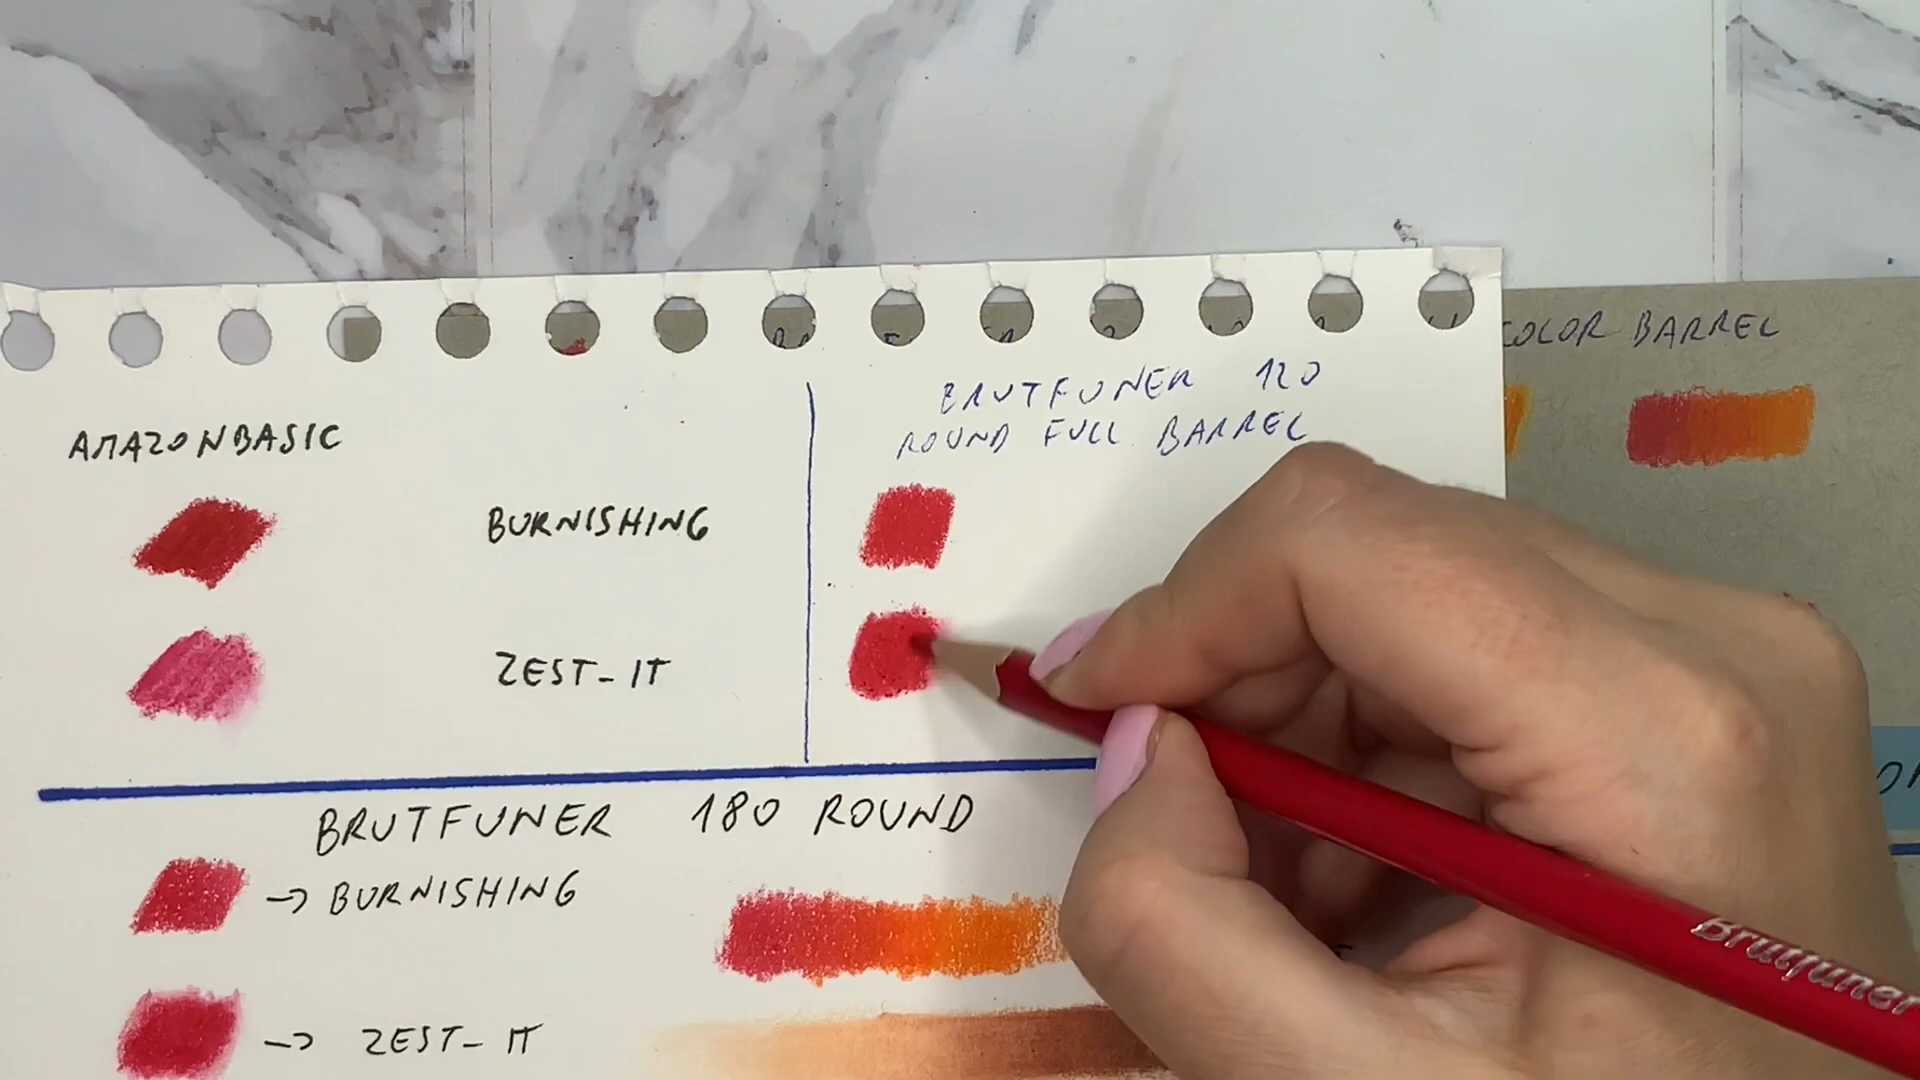 COLOR BARREL
BRUTFUNER 120
ROUND FULL BARREL
AMAZONBASIC
BURNISHING
ZEST-IT
BRUTFUNER 180 ROUND
-> BURNISHING
-> ZEST-IT
Brutfuner